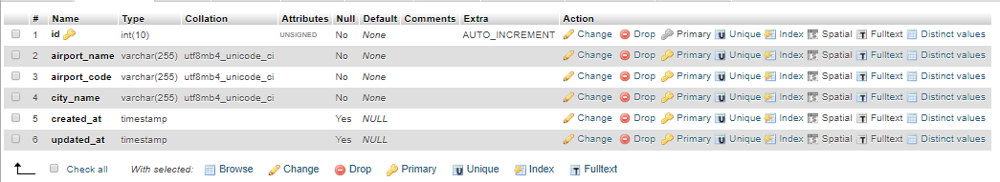 # Name Type Collation Attributes Null Default Comments Extra Action
1 id int(10) UNSIGNED No None AUTO_INCREMENT Change Drop Primary Unique Index Spatial Fulltext Distinct values
2 airport_name varchar(255) utf8mb4_unicode_ci No None Change Drop Primary Unique Index Spatial Fulltext Distinct values
3 airport_code varchar(255) utf8mb4_unicode_ci No None Change Drop Primary Unique Index Spatial Fulltext Distinct values
4 city_name varchar(255) utf8mb4_unicode_ci No None Change Drop Primary Unique Index Spatial Fulltext Distinct values
5 created_at timestamp Yes NULL Change Drop Primary Unique Index Spatial Fulltext Distinct values
6 updated_at timestamp Yes NULL Change Drop Primary Unique Index Spatial Fulltext Distinct values
Check all With selected: Browse Change Drop Primary Unique Index Fulltext